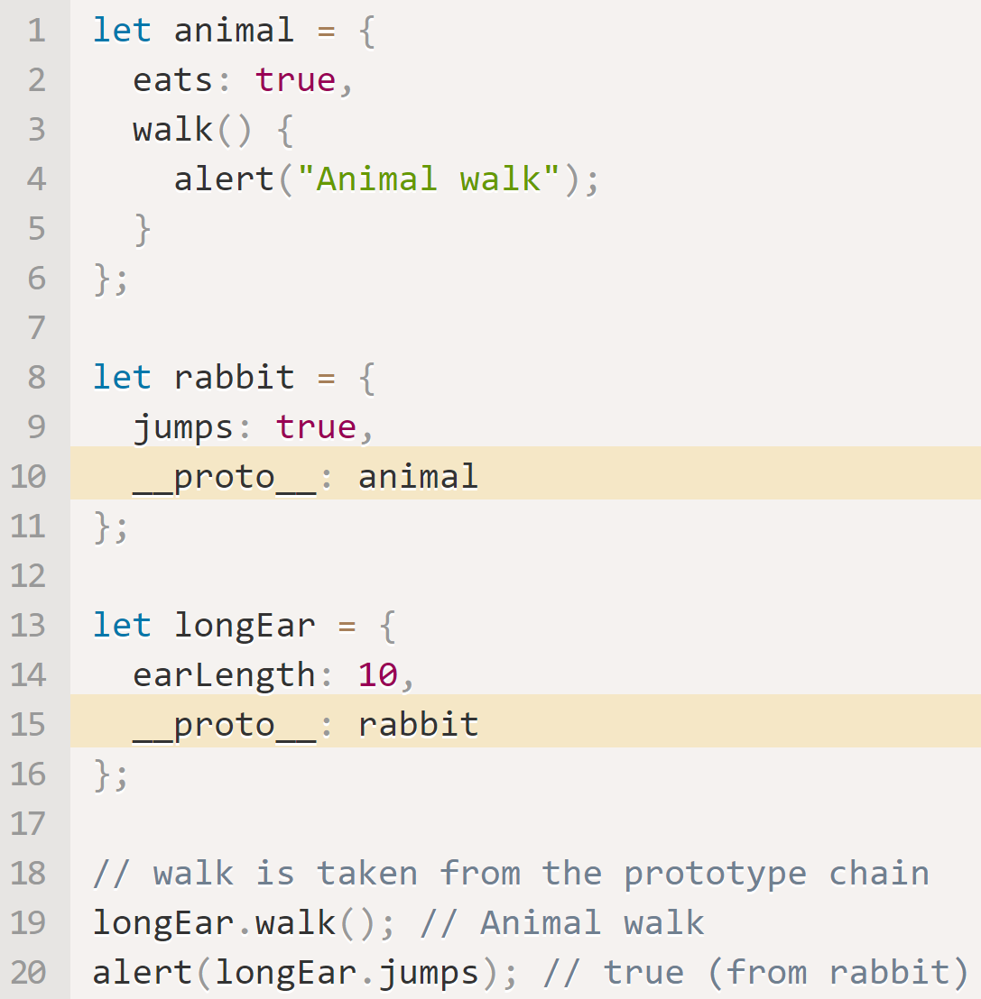 1 let animal = {
2   eats: true,
3   walk() {
4     alert("Animal walk");
5   }
6 };
7
8 let rabbit = {
9   jumps: true,
10   __proto__: animal
11 };
12
13 let longEar = {
14   earLength: 10,
15   __proto__: rabbit
16 };
17
18 // walk is taken from the prototype chain
19 longEar.walk(); // Animal walk
20 alert(longEar.jumps); // true (from rabbit)